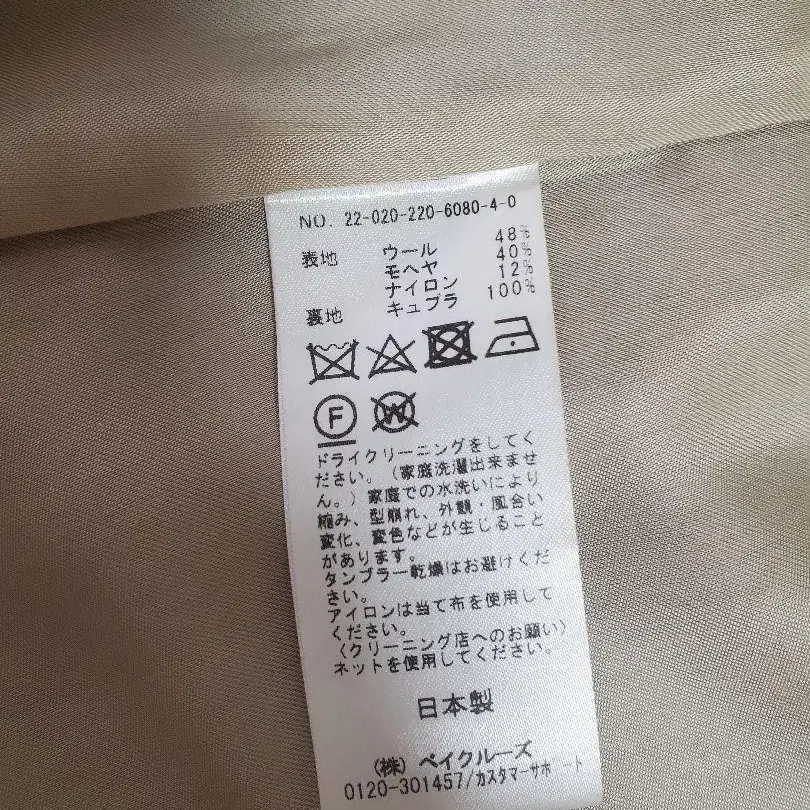 NO. 22-020-220-6080-4-0
表地 ウール 48%
モヘヤ 40%
ナイロン 12%
裏地 キュプラ 100%
F W
ドライクリーニングをしてく
ださい。（家庭洗濯出来ませ
ん。）家庭での水洗いにより
縮み、型崩れ、外観・風合い
変化、変色などが生じること
があります。
タンブラー乾燥はお避けくだ
さい。
アイロンは当て布を使用して
ください。
〈クリーニング店へのお願い〉
ネットを使用してください。
日本製
（株）ベイクルーズ
0120-301457/カスタマーサポート